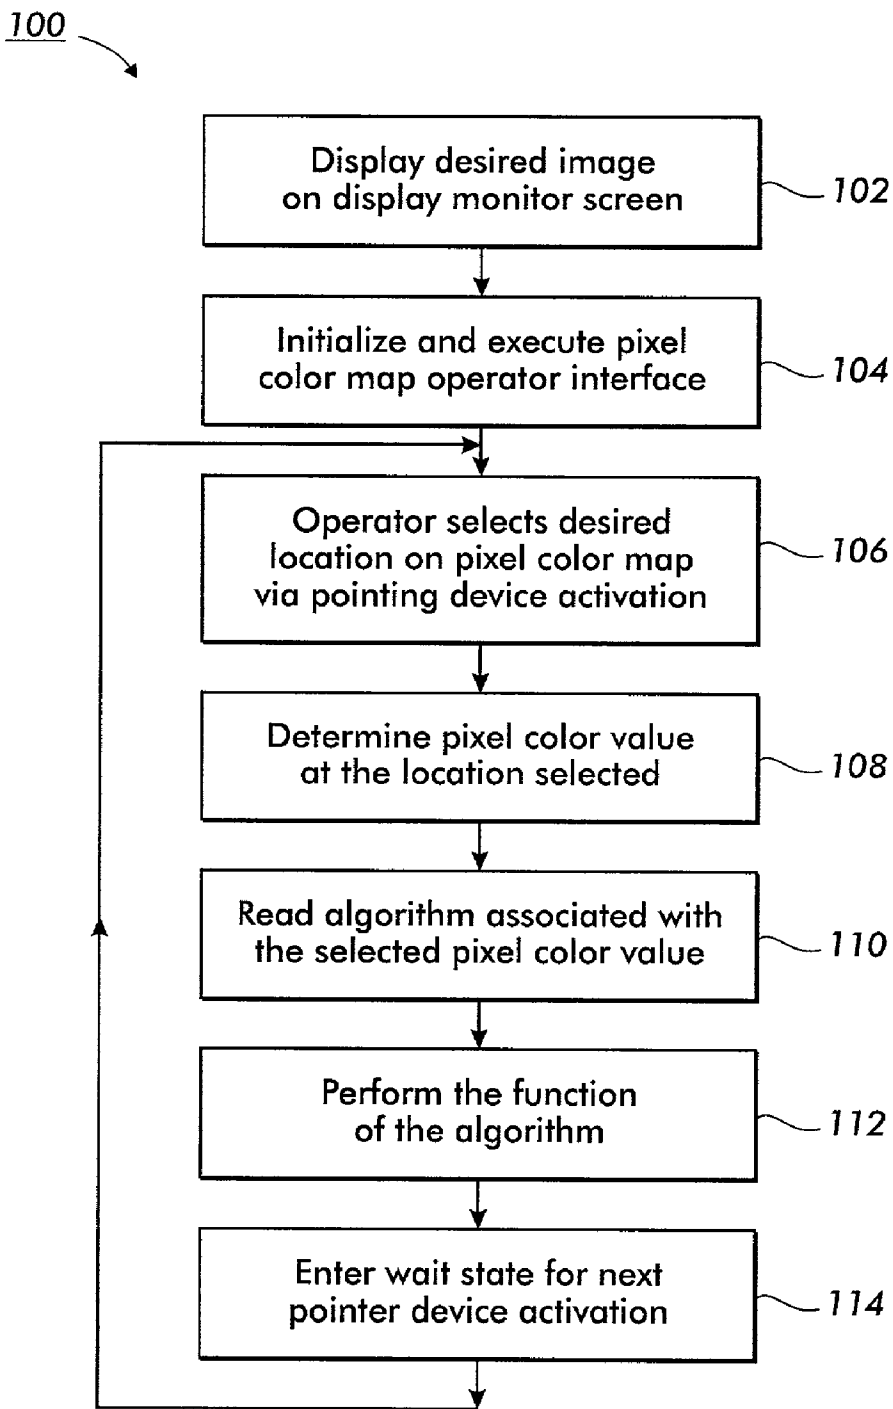 100
Display desired image
on display monitor screen
102
Initialize and execute pixel
color map operator interface
104
Operator selects desired
location on pixel color map
via pointing device activation
106
Determine pixel color value
at the location selected
108
Read algorithm associated with
the selected pixel color value
110
Perform the function
of the algorithm
112
Enter wait state for next
pointer device activation
114